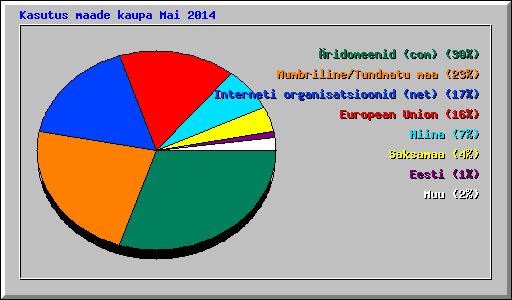 Kasutus maade kaupa Mai 2014
Äridomeenid (com) (30%)
Numbriline/Tundmatu maa (23%)
Interneti organisatsioonid (net) (17%)
European Union (16%)
Hiina (7%)
Saksamaa (4%)
Eesti (1%)
Muu (2%)